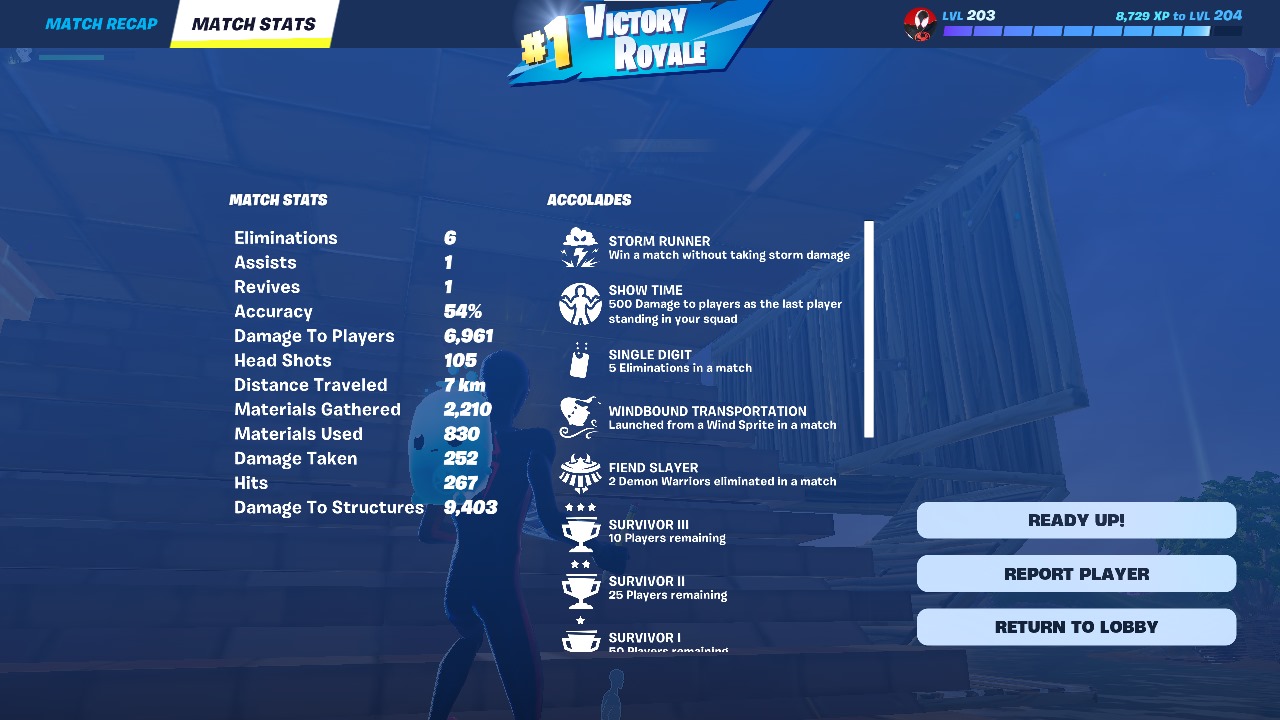 MATCH RECAP
MATCH STATS
#1 VICTORY ROYALE
LVL 203
8,729 XP to LVL 204
MATCH STATS
Eliminations 6
Assists 1
Revives 1
Accuracy 54%
Damage To Players 6,961
Head Shots 105
Distance Traveled 7 km
Materials Gathered 2,210
Materials Used 830
Damage Taken 252
Hits 267
Damage To Structures 9,403
ACCOLADES
STORM RUNNER
Win a match without taking storm damage
SHOW TIME
500 Damage to players as the last player
standing in your squad
SINGLE DIGIT
5 Eliminations in a match
WINDBOUND TRANSPORTATION
Launched from a Wind Sprite in a match
FIEND SLAYER
2 Demon Warriors eliminated in a match
SURVIVOR III
10 Players remaining
SURVIVOR II
25 Players remaining
SURVIVOR I
50 Players remaining
READY UP!
REPORT PLAYER
RETURN TO LOBBY